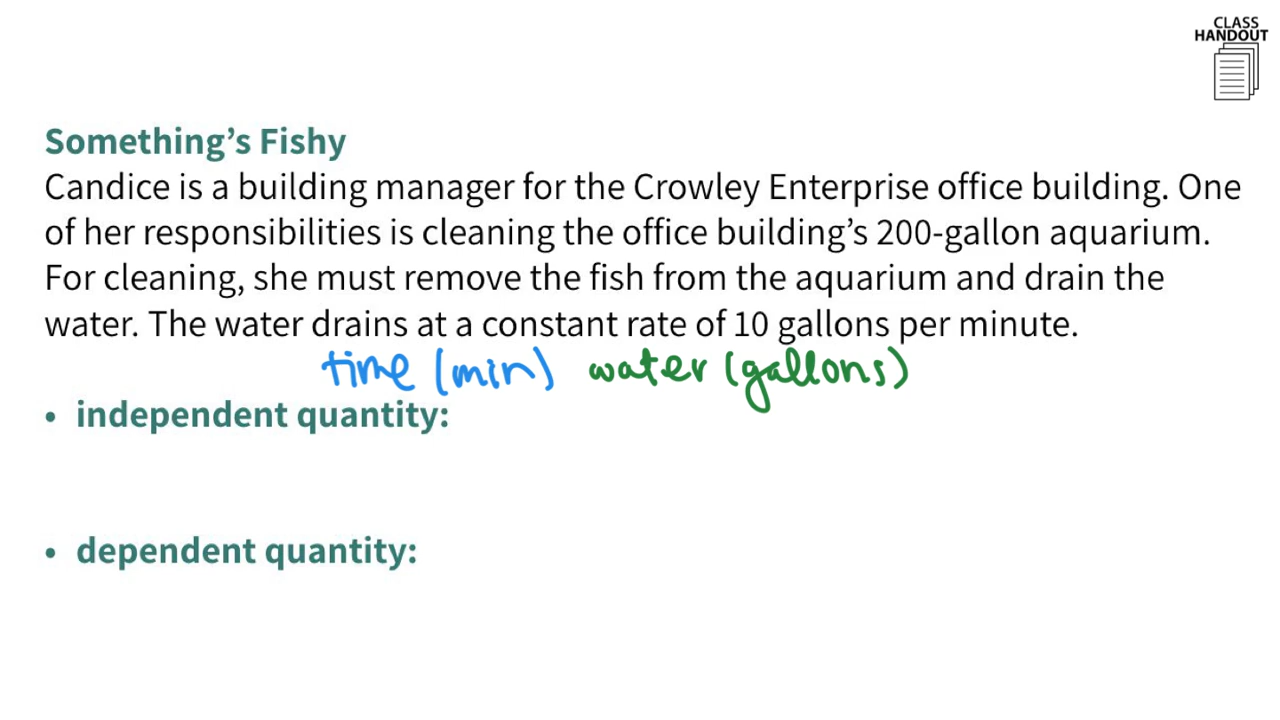 CLASS
HANDOUT
Something’s Fishy
Candice is a building manager for the Crowley Enterprise office building. One
of her responsibilities is cleaning the office building’s 200-gallon aquarium.
For cleaning, she must remove the fish from the aquarium and drain the
water. The water drains at a constant rate of 10 gallons per minute.
time (min) water (gallons)
• independent quantity:
• dependent quantity: